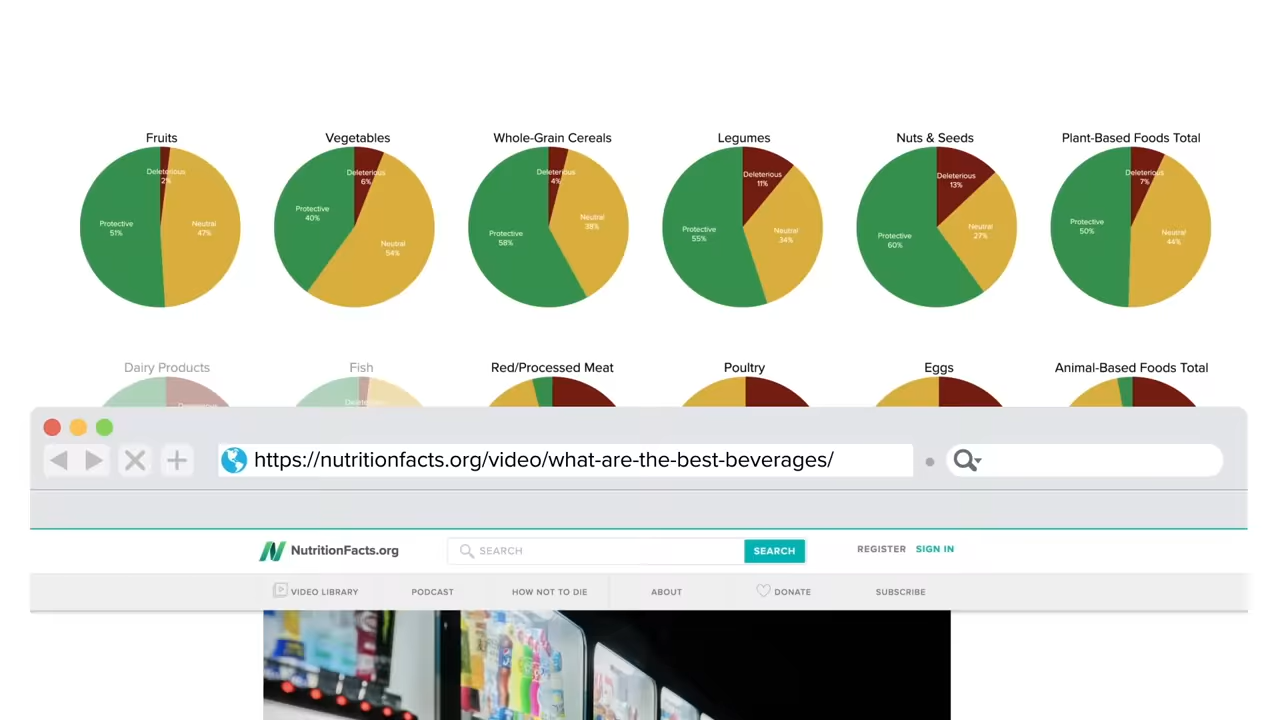 Fruits
Vegetables
Whole-Grain Cereals
Legumes
Nuts & Seeds
Plant-Based Foods Total
Deleterious
2%
Protective
51%
Neutral
47%
Deleterious
6%
Protective
40%
Neutral
54%
Deleterious
4%
Protective
58%
Neutral
38%
Deleterious
11%
Protective
55%
Neutral
34%
Deleterious
13%
Protective
60%
Neutral
27%
Deleterious
7%
Protective
50%
Neutral
44%
Dairy Products
Fish
Red/Processed Meat
Poultry
Eggs
Animal-Based Foods Total
https://nutritionfacts.org/video/what-are-the-best-beverages/
NutritionFacts.org
SEARCH
SEARCH
REGISTER SIGN IN
VIDEO LIBRARY
PODCAST
HOW NOT TO DIE
ABOUT
DONATE
SUBSCRIBE